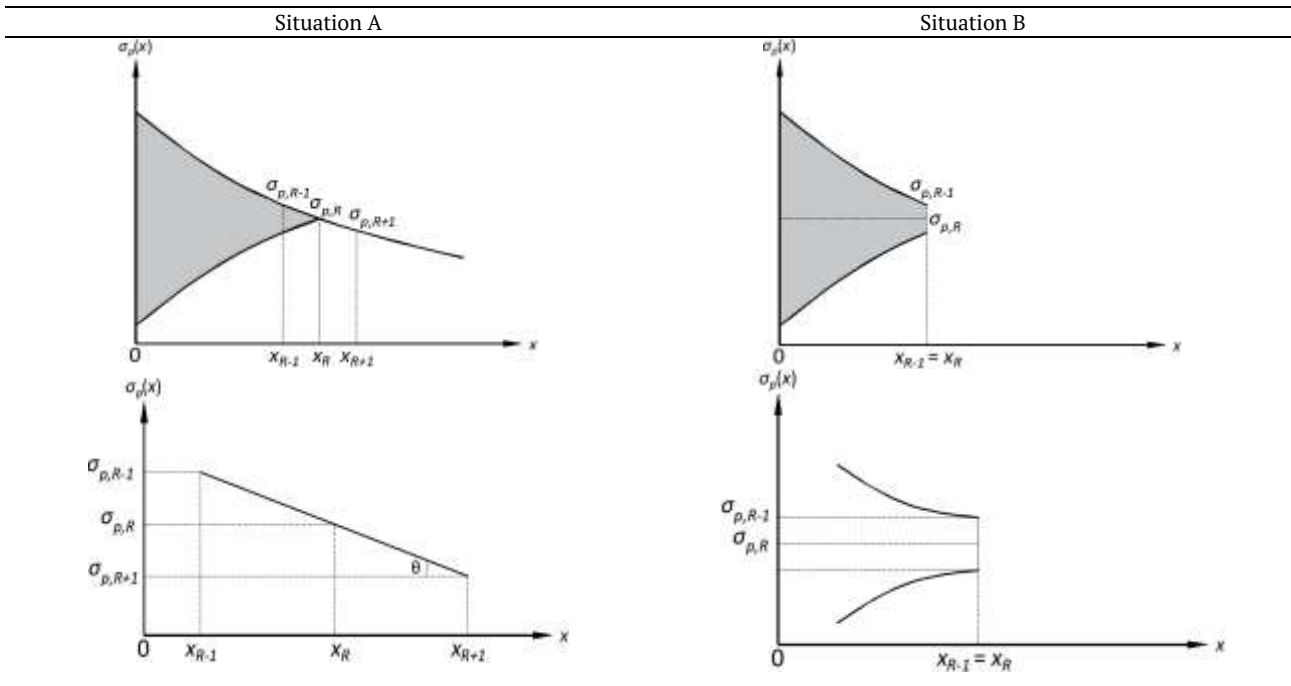 Situation A
Situation B
σp(x)
σp,R-1
σp,R
σp,R+1
0
xR-1
xR
xR+1
x
σp(x)
σp,R-1
σp,R
0
xR-1 = xR
x
σp(x)
σp,R-1
σp,R
σp,R+1
θ
0
xR-1
xR
xR+1
x
σp(x)
σp,R-1
σp,R
0
xR-1 = xR
x